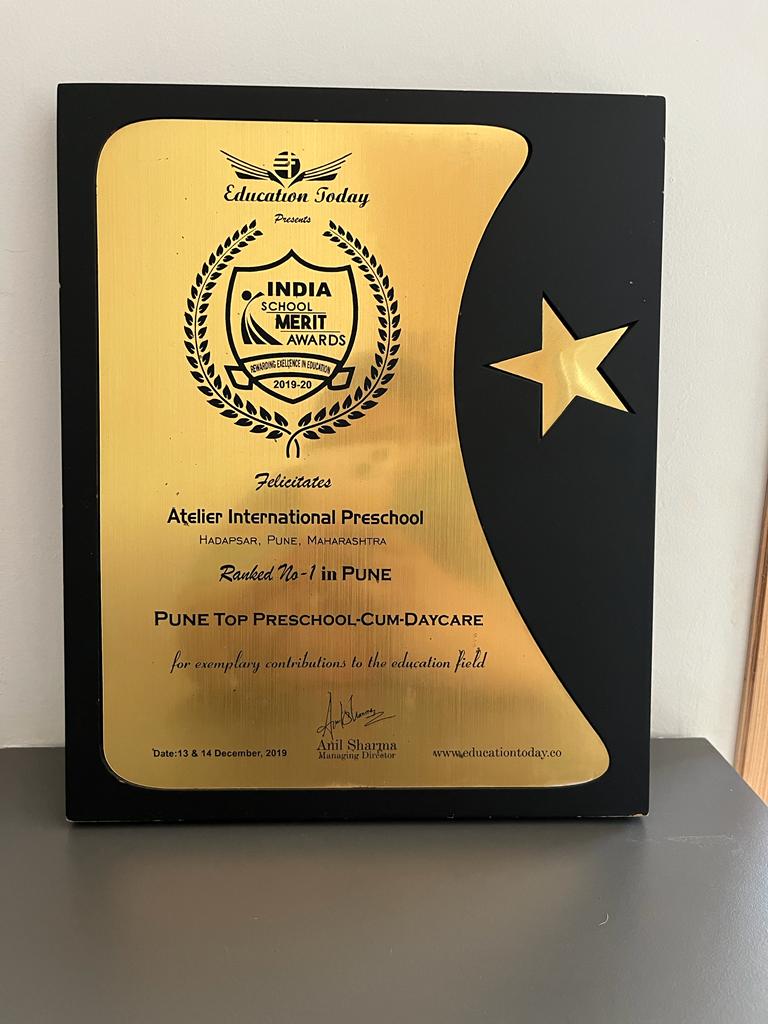 Education Today
Presents
INDIA
SCHOOL
MERIT
AWARDS
REWARDING EXELLENCE IN EDUCATION
2019-20
Felicitates
Atelier International Preschool
HADAPSAR, PUNE, MAHARASHTRA
Ranked No-1 in PUNE
PUNE TOP PRESCHOOL-CUM-DAYCARE
for exemplary contributions to the education field
Anil Sharma
Managing Director
Date:13 & 14 December, 2019
www.educationtoday.co